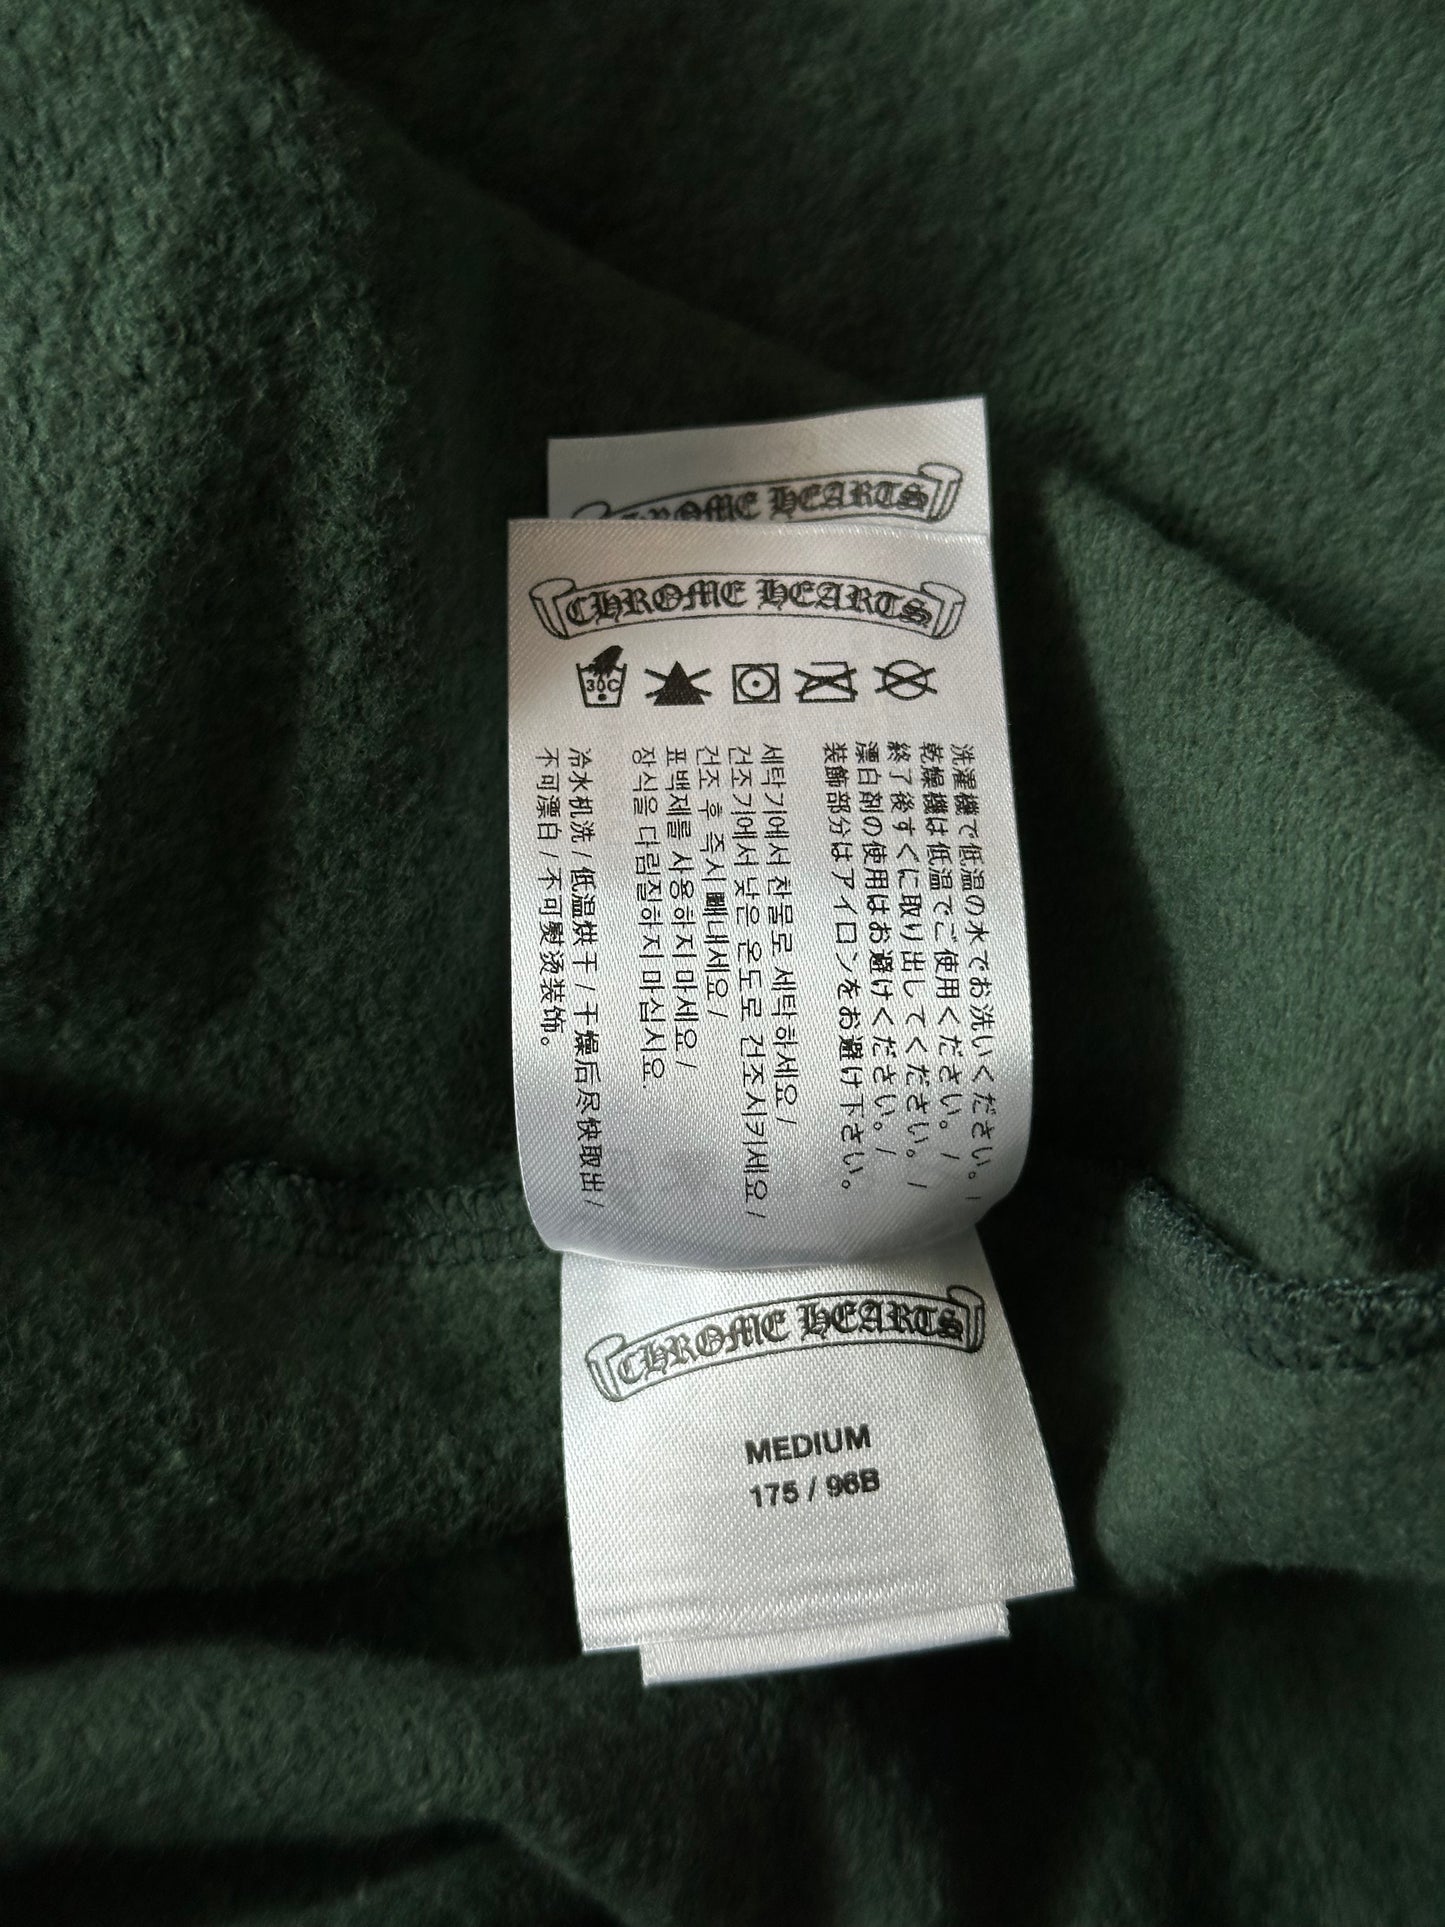 CHROME HEARTS
CHROME HEARTS
30C
洗濯機で低温の水でお洗いください。/
乾燥機は低温でご使用ください。/
終了後すぐに取り出してください。/
漂白剤の使用はお避けください。/
装飾部分はアイロンをお避け下さい。
세탁기에서 찬물로 세탁하세요 /
건조기에서 낮은 온도로 건조시키세요 /
건조 후 즉시 빼내세요 /
표백제를 사용하지 마세요 /
장식을 다림질하지 마십시요.
冷水机洗 / 低温烘干 / 干燥后尽快取出 /
不可漂白 / 不可熨烫装饰。
CHROME HEARTS
MEDIUM
175 / 96B